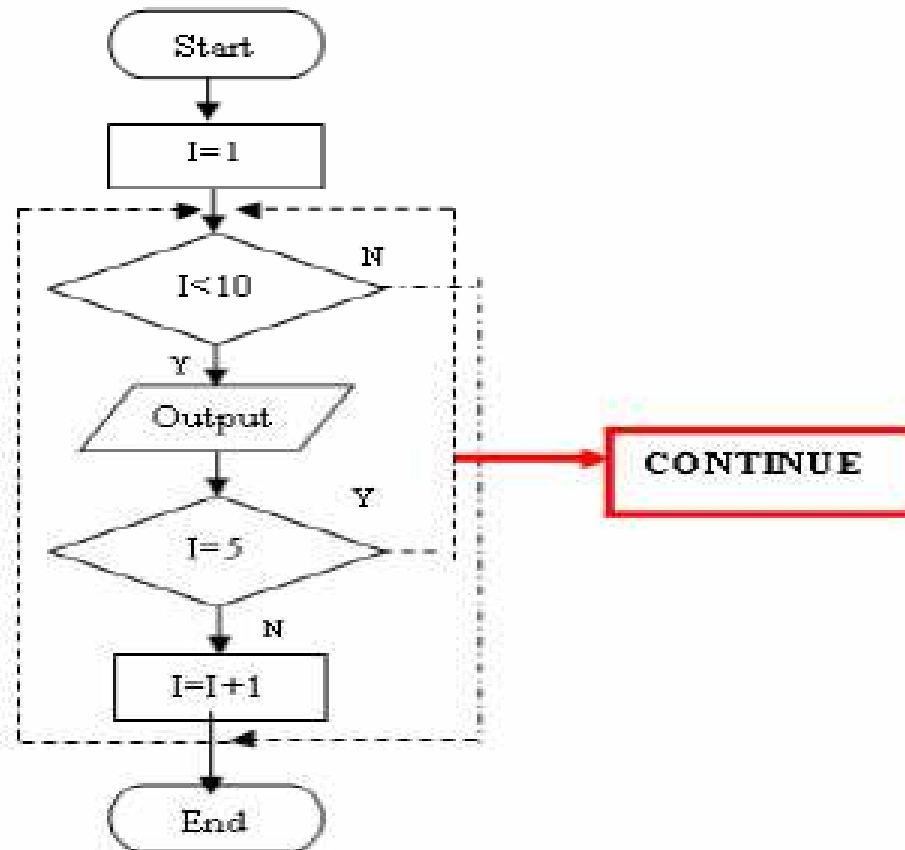 Start
I=1
I<10
N
Y
Output
Y
I=5
N
I=I+1
End
CONTINUE